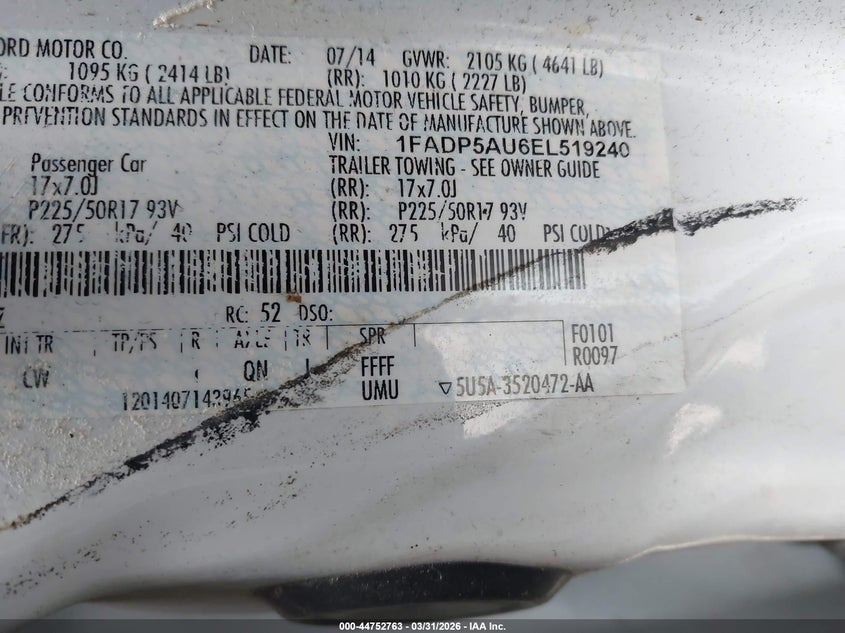 ORD MOTOR CO. DATE: 07/14 GVWR: 2105 KG ( 4641 LB)
: 1095 KG ( 2414 LB) (RR): 1010 KG ( 2227 LB)
LE CONFORMS TO ALL APPLICABLE FEDERAL MOTOR VEHICLE SAFETY, BUMPER,
PREVENTION STANDARDS IN EFFECT ON THE DATE OF MANUFACTURE SHOWN ABOVE.
VIN: 1FADP5AU6EL519240
Passenger Car TRAILER TOWING - SEE OWNER GUIDE
17x7.0J (RR): 17x7.0J
P225/50R17 93V (RR): P225/50R17 93V
FR): 275 kPa/ 40 PSI COLD (RR): 275 kPa/ 40 PSI COLD
RC: 52 DSO:
INT TR TP/PS R AXLE TR SPR F0101
R0097
CW QN FFFF
UMU ▽5U5A-3520472-AA
000-44752763 - 03/31/2026 - IAA Inc.